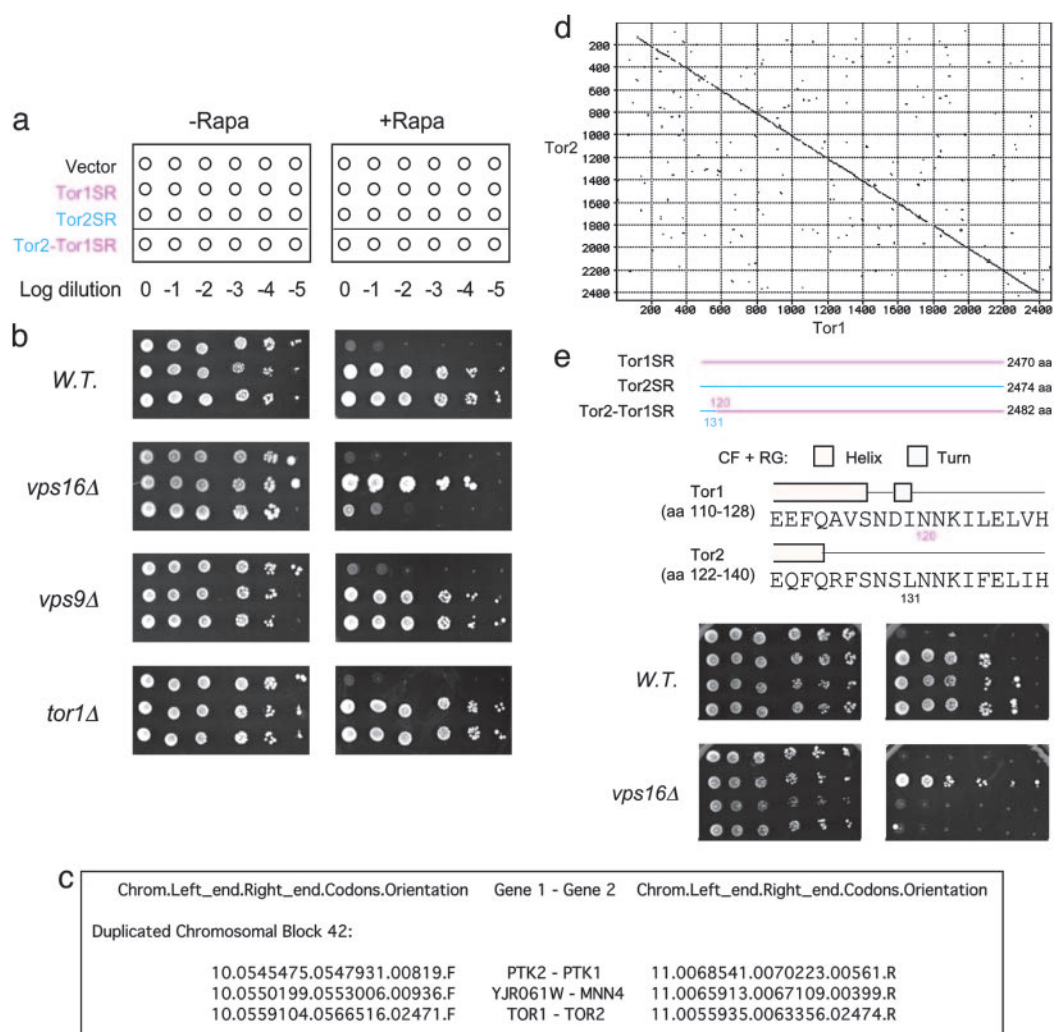 a
-Rapa +Rapa
Vector
Tor1SR
Tor2SR
Tor2-Tor1SR
Log dilution 0 -1 -2 -3 -4 -5 0 -1 -2 -3 -4 -5
b
W.T.
vps16Δ
vps9Δ
tor1Δ
d
200
400
600
800
1000
Tor2
1200
1400
1600
1800
2000
2200
2400
200 400 600 800 1000 1200 1400 1600 1800 2000 2200 2400
Tor1
e
Tor1SR 2470 aa
Tor2SR 2474 aa
120
Tor2-Tor1SR 2482 aa
131
CF + RG: Helix Turn
Tor1
(aa 110-128) EEFQAVSNDINNKILELVH
120
Tor2
(aa 122-140) EQFQRFSNSLNNKIFELIH
131
W.T.
vps16Δ
c
Chrom.Left_end.Right_end.Codons.Orientation Gene 1 - Gene 2 Chrom.Left_end.Right_end.Codons.Orientation
Duplicated Chromosomal Block 42:
10.0545475.0547931.00819.F PTK2 - PTK1 11.0068541.0070223.00561.R
10.0550199.0553006.00936.F YJR061W - MNN4 11.0065913.0067109.00399.R
10.0559104.0566516.02471.F TOR1 - TOR2 11.0055935.0063356.02474.R